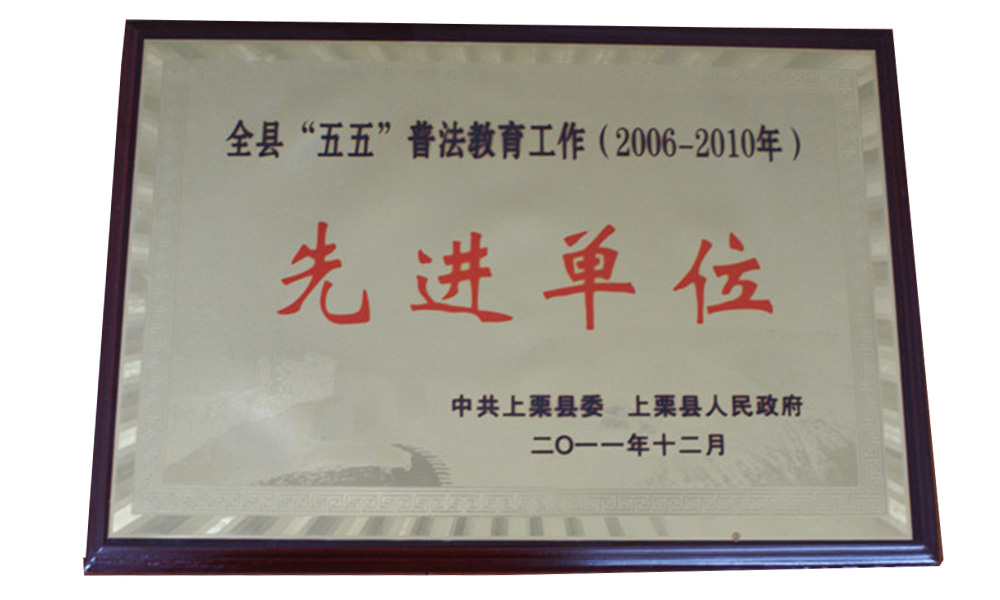 全县“五五”普法教育工作(2006-2010年)
先进单位
中共上栗县委 上栗县人民政府
二〇一一年十二月